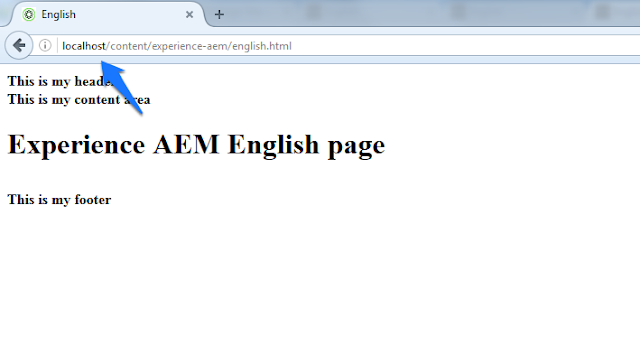 English
localhost/content/experience-aem/english.html
This is my header
This is my content area
Experience AEM English page
This is my footer